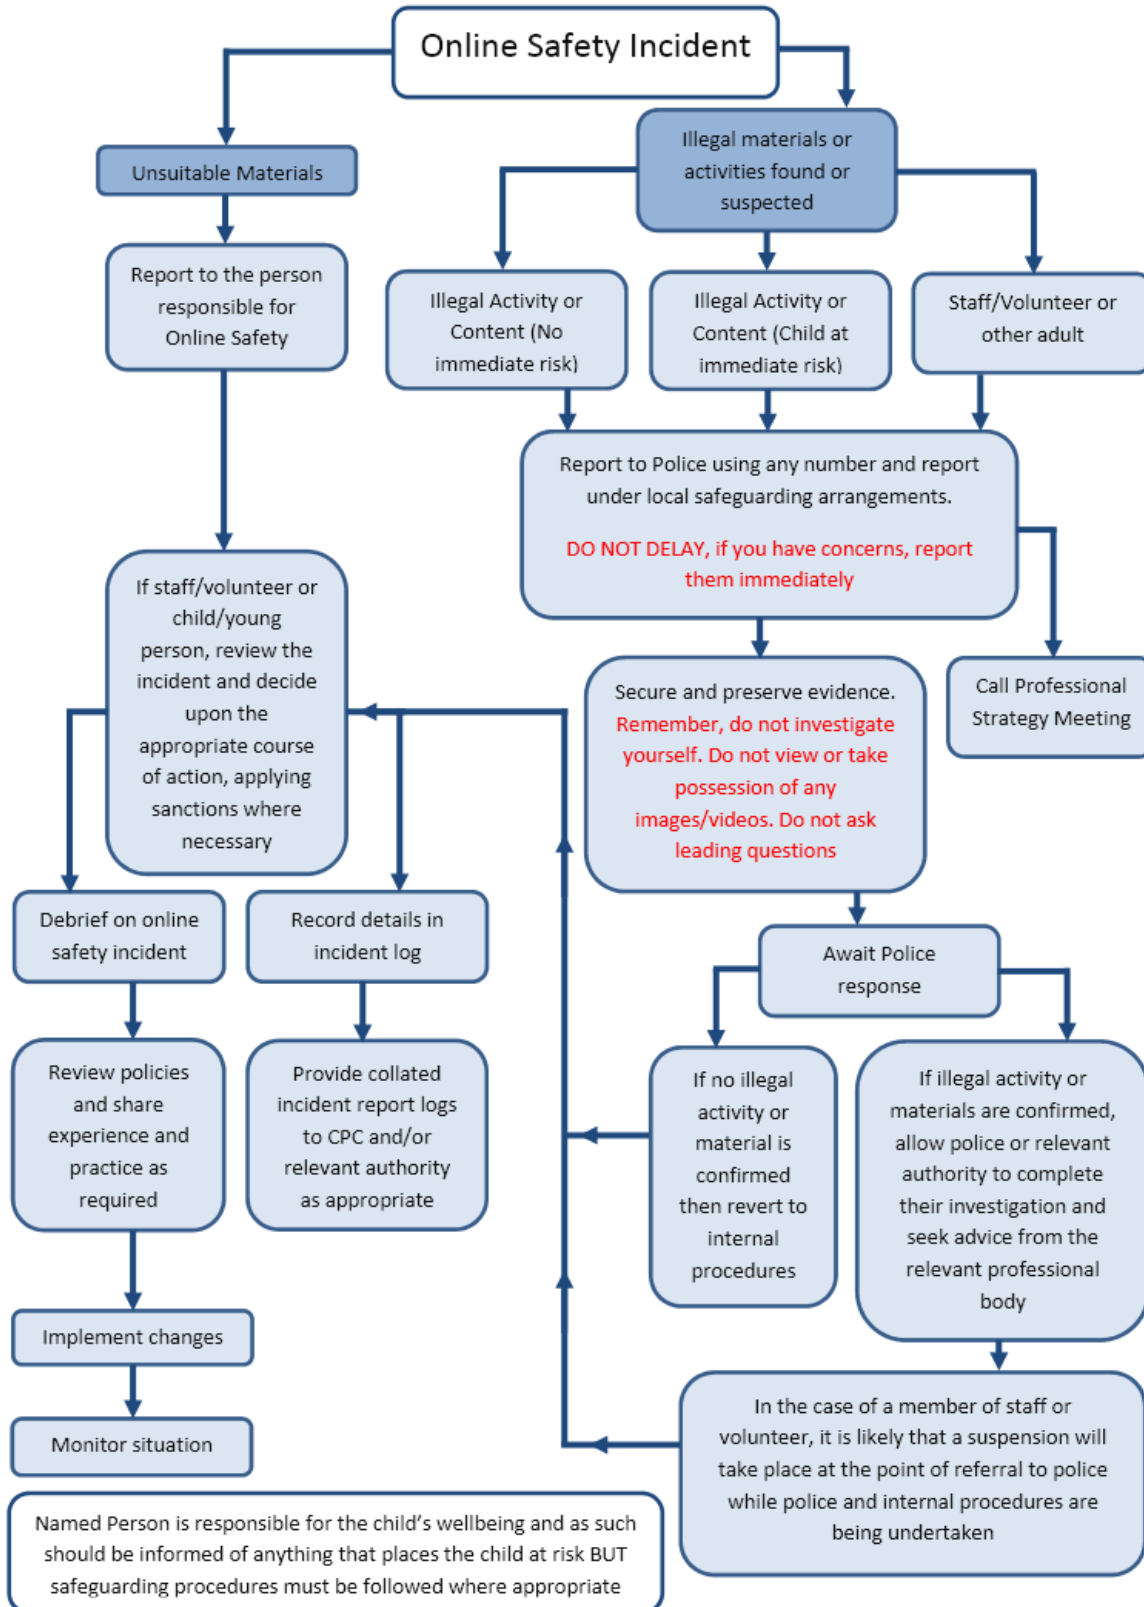 Online Safety Incident
Unsuitable Materials
Illegal materials or
activities found or
suspected
Report to the person
responsible for
Online Safety
Illegal Activity or
Content (No
immediate risk)
Illegal Activity or
Content (Child at
immediate risk)
Staff/Volunteer or
other adult
Report to Police using any number and report
under local safeguarding arrangements.
DO NOT DELAY, if you have concerns, report
them immediately
If staff/volunteer or
child/young
person, review the
incident and decide
upon the
appropriate course
of action, applying
sanctions where
necessary
Secure and preserve evidence.
Remember, do not investigate
yourself. Do not view or take
possession of any
images/videos. Do not ask
leading questions
Call Professional
Strategy Meeting
Debrief on online
safety incident
Record details in
incident log
Await Police
response
Review policies
and share
experience and
practice as
required
Provide collated
incident report logs
to CPC and/or
relevant authority
as appropriate
If no illegal
activity or
material is
confirmed
then revert to
internal
procedures
If illegal activity or
materials are confirmed,
allow police or relevant
authority to complete
their investigation and
seek advice from the
relevant professional
body
Implement changes
Monitor situation
In the case of a member of staff or
volunteer, it is likely that a suspension will
take place at the point of referral to police
while police and internal procedures are
being undertaken
Named Person is responsible for the child's wellbeing and as such
should be informed of anything that places the child at risk BUT
safeguarding procedures must be followed where appropriate